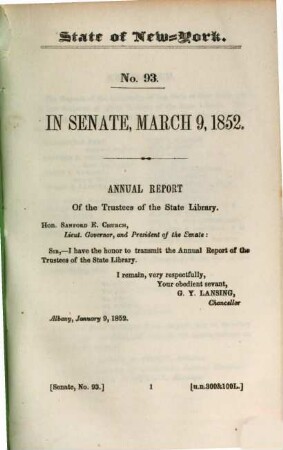 State of New=York.
No. 93.
IN SENATE, MARCH 9, 1852.
ANNUAL REPORT
Of the Trustees of the State Library.
Hon. Sanford E. Church,
Lieut. Governor, and President of the Senate:
Sir,—I have the honor to transmit the Annual Report of the
Trustees of the State Library.
I remain, very respectfully,
Your obedient sevant,
G. Y. LANSING,
Chancellor
Albany, January 9, 1852.
[Senate, No. 93.] 1 [u.n.900&100L.]